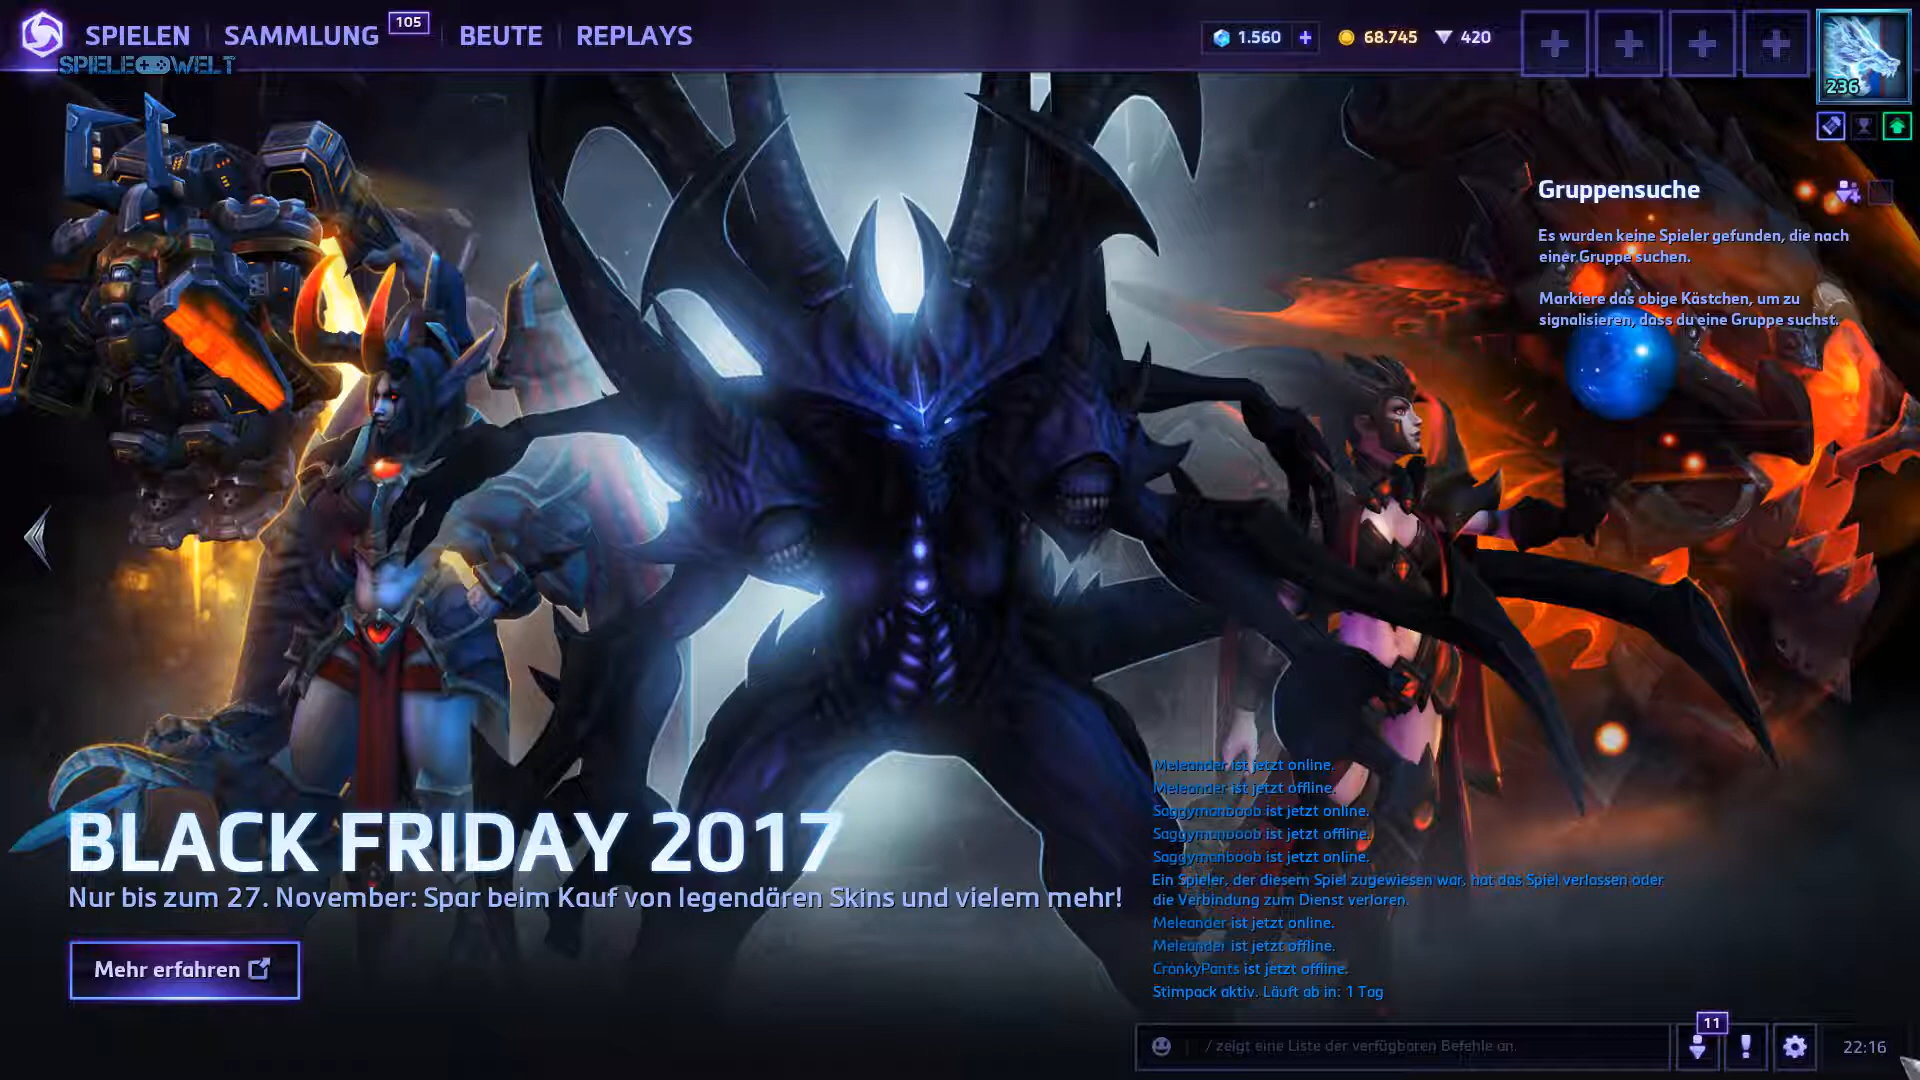 SPIELEN
SAMMLUNG
105
BEUTE
REPLAYS
1.560
68.745
420
SPIELE WELT
236
Gruppensuche
Es wurden keine Spieler gefunden, die nach
einer Gruppe suchen.
Markiere das obige Kästchen, um zu
signalisieren, dass du eine Gruppe suchst.
BLACK FRIDAY 2017
Nur bis zum 27. November: Spar beim Kauf von legendären Skins und vielem mehr!
Mehr erfahren
Meleander ist jetzt online.
Meleander ist jetzt offline.
Saggymanboob ist jetzt online.
Saggymanboob ist jetzt offline.
Saggymanboob ist jetzt online.
Ein Spieler, der diesem Spiel zugewiesen war, hat das Spiel verlassen oder
die Verbindung zum Dienst verloren.
Meleander ist jetzt online.
Meleander ist jetzt offline.
CrankyPants ist jetzt offline.
Stimpack aktiv. Läuft ab in: 1 Tag
/ zeigt eine Liste der verfügbaren Befehle an.
11
22:16